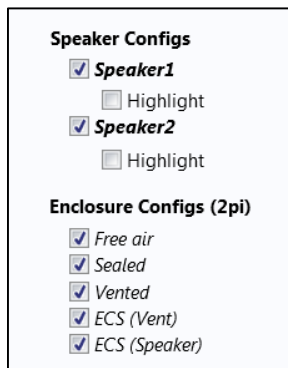 Speaker Configs
Speaker1
Highlight
Speaker2
Highlight
Enclosure Configs (2pi)
Free air
Sealed
Vented
ECS (Vent)
ECS (Speaker)